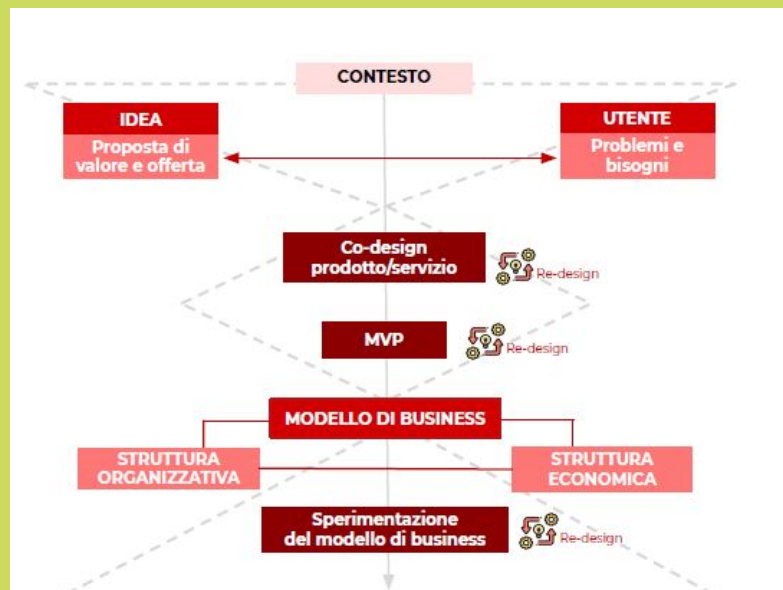 CONTESTO
IDEA
Proposta di
valore e offerta
UTENTE
Problemi e
bisogni
Co-design
prodotto/servizio
Re-design
MVP
Re-design
MODELLO DI BUSINESS
STRUTTURA
ORGANIZZATIVA
STRUTTURA
ECONOMICA
Sperimentazione
del modello di business
Re-design